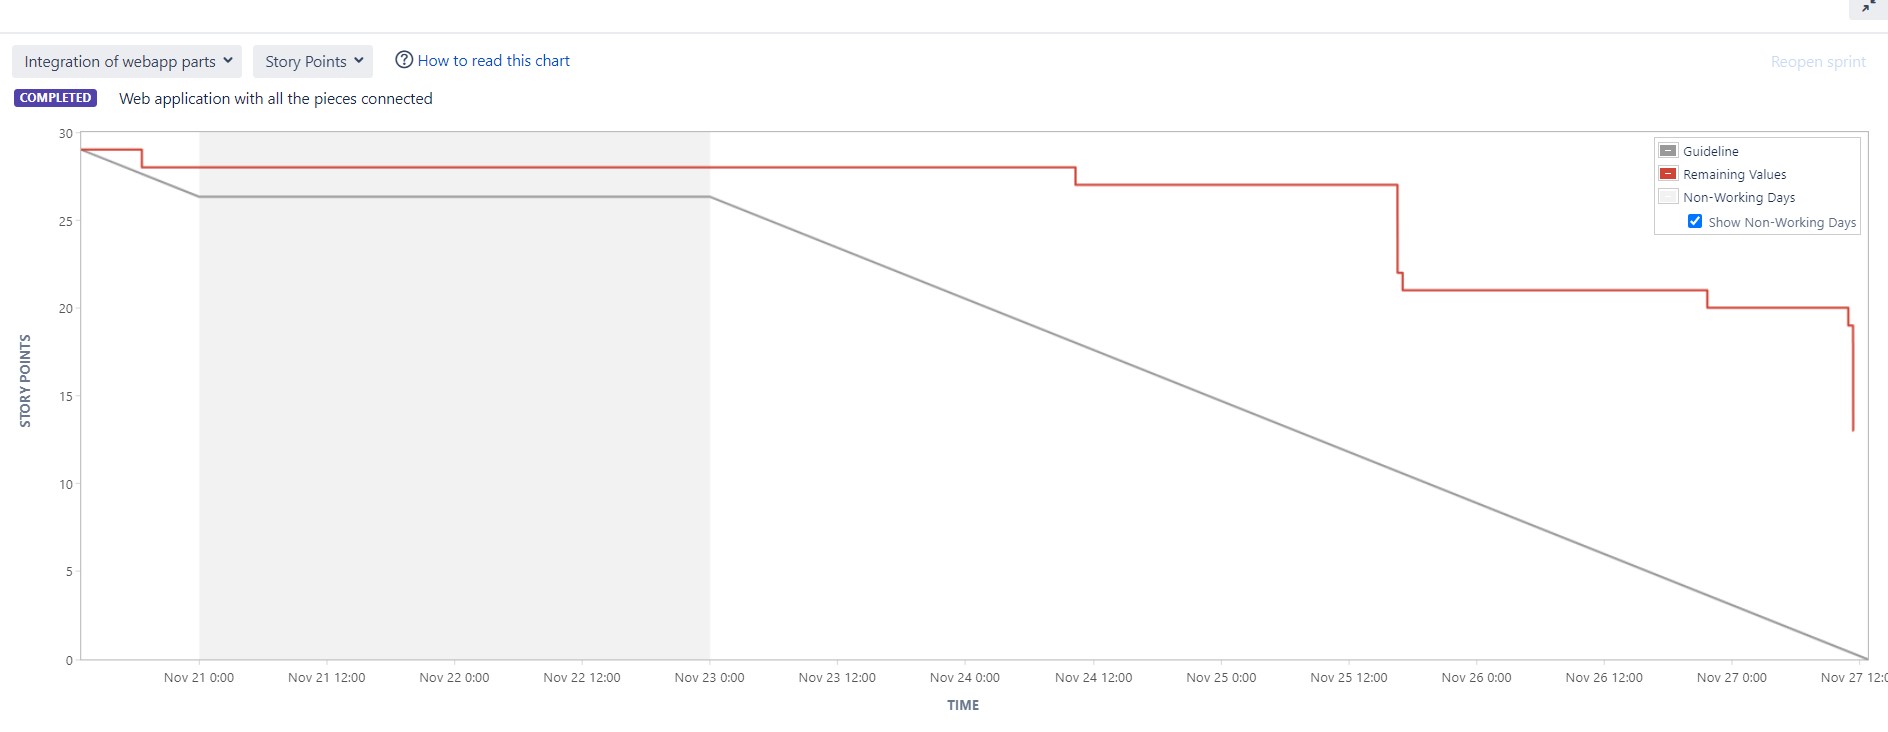 Integration of webapp parts Story Points How to read this chart Reopen sprint
COMPLETED Web application with all the pieces connected
30
25
20
15
10
5
0
STORY POINTS
Guideline
Remaining Values
Non-Working Days
Show Non-Working Days
Nov 21 0:00 Nov 21 12:00 Nov 22 0:00 Nov 22 12:00 Nov 23 0:00 Nov 23 12:00 Nov 24 0:00 Nov 24 12:00 Nov 25 0:00 Nov 25 12:00 Nov 26 0:00 Nov 26 12:00 Nov 27 0:00 Nov 27 12:0
TIME